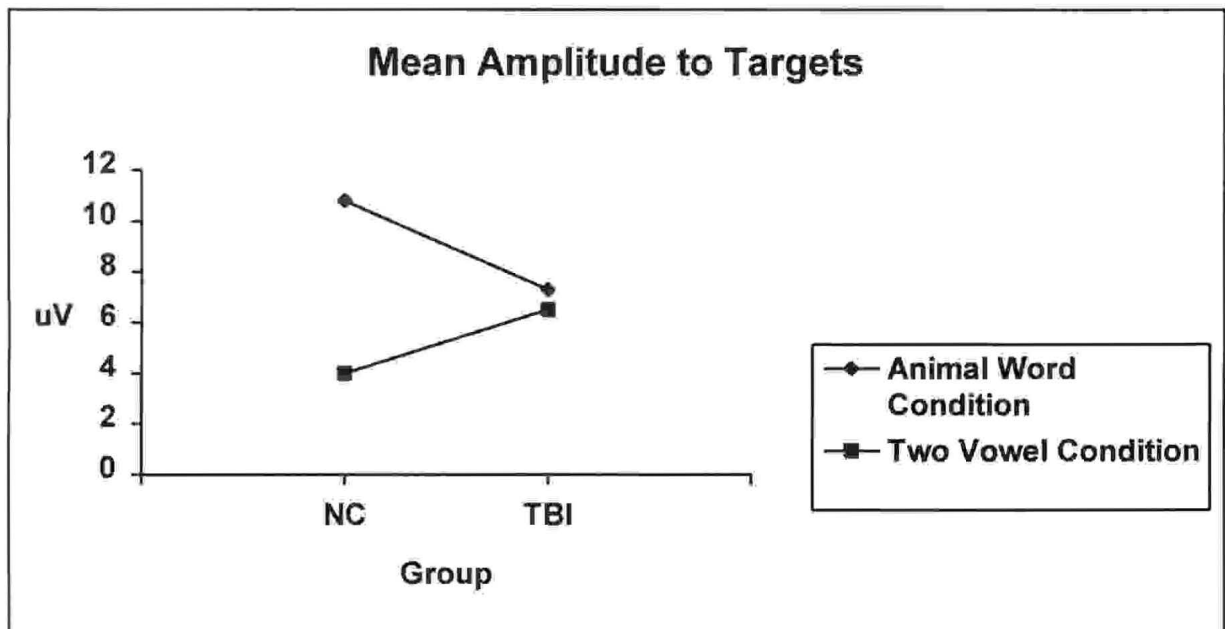 Mean Amplitude to Targets
12
10
8
uV 6
4
2
0
NC TBI
Group
Animal Word
Condition
Two Vowel Condition